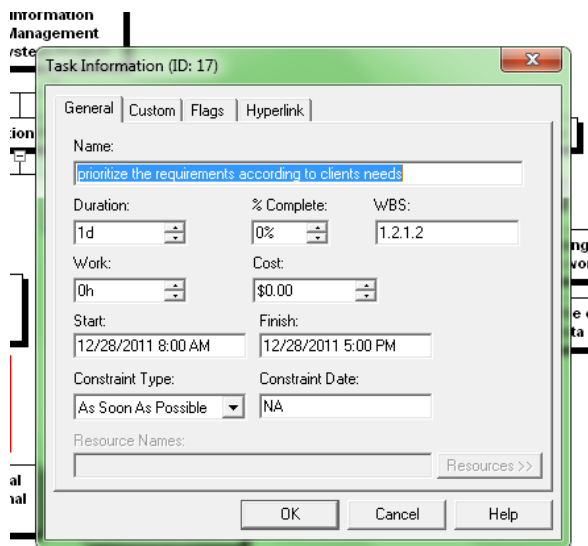 Information
Management
Task Information (ID: 17)
General Custom Flags Hyperlink
Name:
prioritize the requirements according to clients needs
Duration: % Complete: WBS:
1d 0% 1.2.1.2
Work: Cost:
0h $0.00
Start: Finish:
12/28/2011 8:00 AM 12/28/2011 5:00 PM
Constraint Type: Constraint Date:
As Soon As Possible NA
Resource Names:
Resources >>
OK Cancel Help